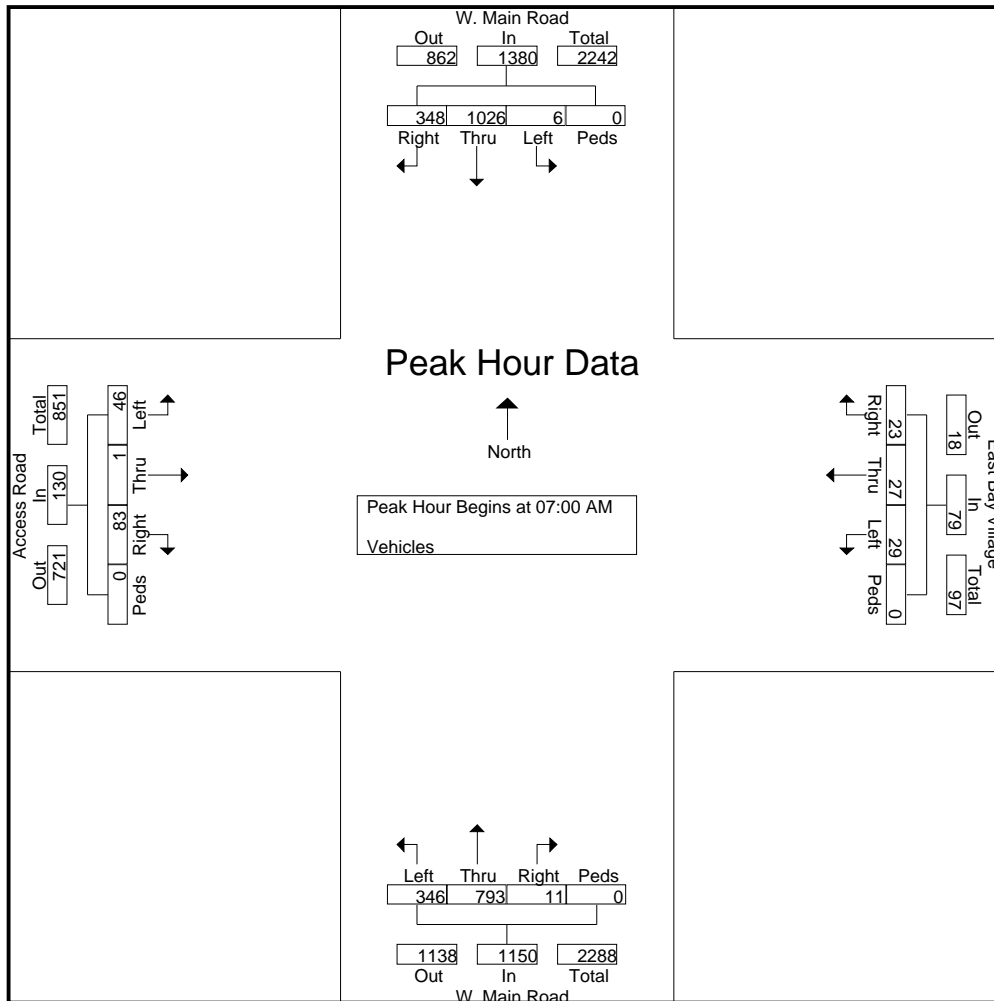 W. Main Road
Out In Total
862 1380 2242
348 1026 6 0
Right Thru Left Peds
Peak Hour Data
North
Peak Hour Begins at 07:00 AM
Vehicles
Access Road
Total In Out
851 130 721
46 1 83 0
Left Thru Right Peds
East Bay Village
Out In Total
18 79 97
23 27 29 0
Right Thru Left Peds
Left Thru Right Peds
346 793 11 0
1138 1150 2288
Out In Total
W. Main Road